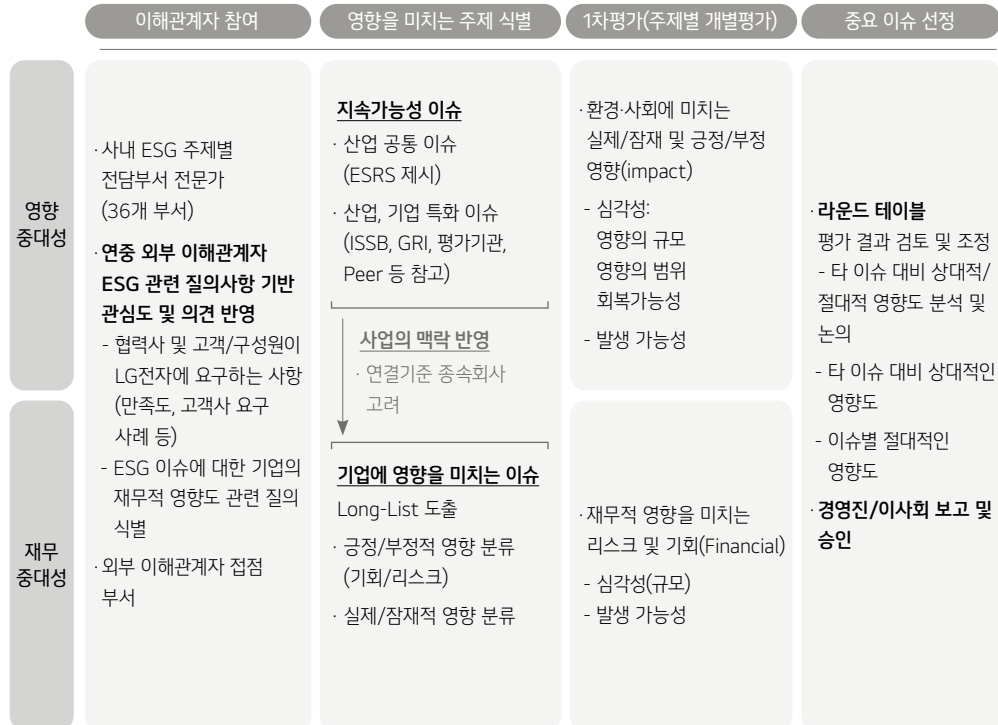 이해관계자 참여
영향을 미치는 주제 식별
1차평가(주제별 개별평가)
중요 이슈 선정
영향
중대성
재무
중대성
· 사내 ESG 주제별
전담부서 전문가
(36개 부서)
· 연중 외부 이해관계자
ESG 관련 질의사항 기반
관심도 및 의견 반영
- 협력사 및 고객/구성원이
LG전자에 요구하는 사항
(만족도, 고객사 요구
사례 등)
- ESG 이슈에 대한 기업의
재무적 영향도 관련 질의
식별
· 외부 이해관계자 접점
부서
지속가능성 이슈
· 산업 공통 이슈
(ESRS 제시)
· 산업, 기업 특화 이슈
(ISSB, GRI, 평가기관,
Peer 등 참고)
사업의 맥락 반영
· 연결기준 종속회사
고려
기업에 영향을 미치는 이슈
Long-List 도출
· 긍정/부정적 영향 분류
(기회/리스크)
· 실제/잠재적 영향 분류
· 환경·사회에 미치는
실제/잠재 및 긍정/부정
영향(impact)
- 심각성:
영향의 규모
영향의 범위
회복가능성
- 발생 가능성
· 재무적 영향을 미치는
리스크 및 기회(Financial)
- 심각성(규모)
- 발생 가능성
· 라운드 테이블
평가 결과 검토 및 조정
- 타 이슈 대비 상대적/
절대적 영향도 분석 및
논의
- 타 이슈 대비 상대적인
영향도
- 이슈별 절대적인
영향도
· 경영진/이사회 보고 및
승인